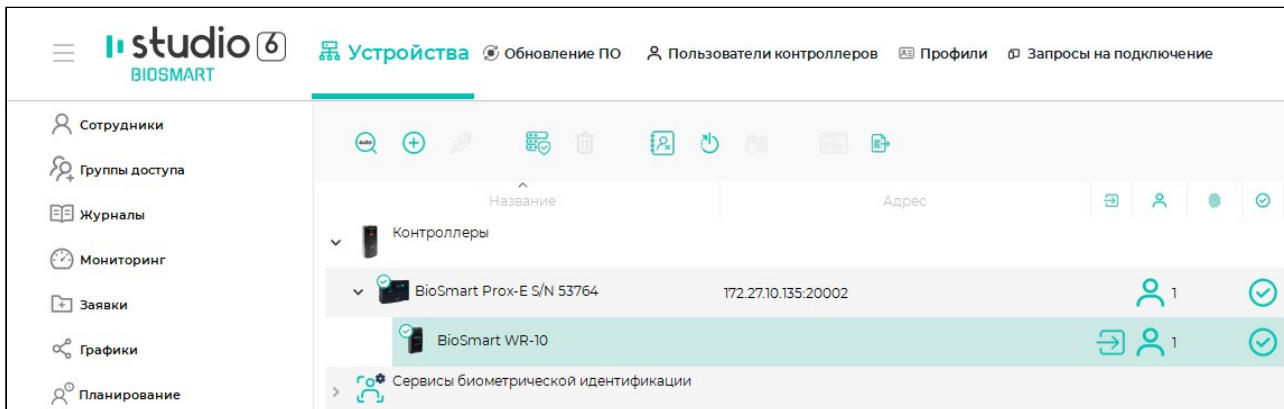 studio 6
BIOSMART
Устройства
Обновление ПО
Пользователи контроллеров
Профили
Запросы на подключение
Сотрудники
Группы доступа
Журналы
Мониторинг
Заявки
Графики
Планирование
auto
Название
Адрес
Контроллеры
BioSmart Prox-E S/N 53764
172.27.10.135:20002
1
BioSmart WR-10
1
Сервисы биометрической идентификации